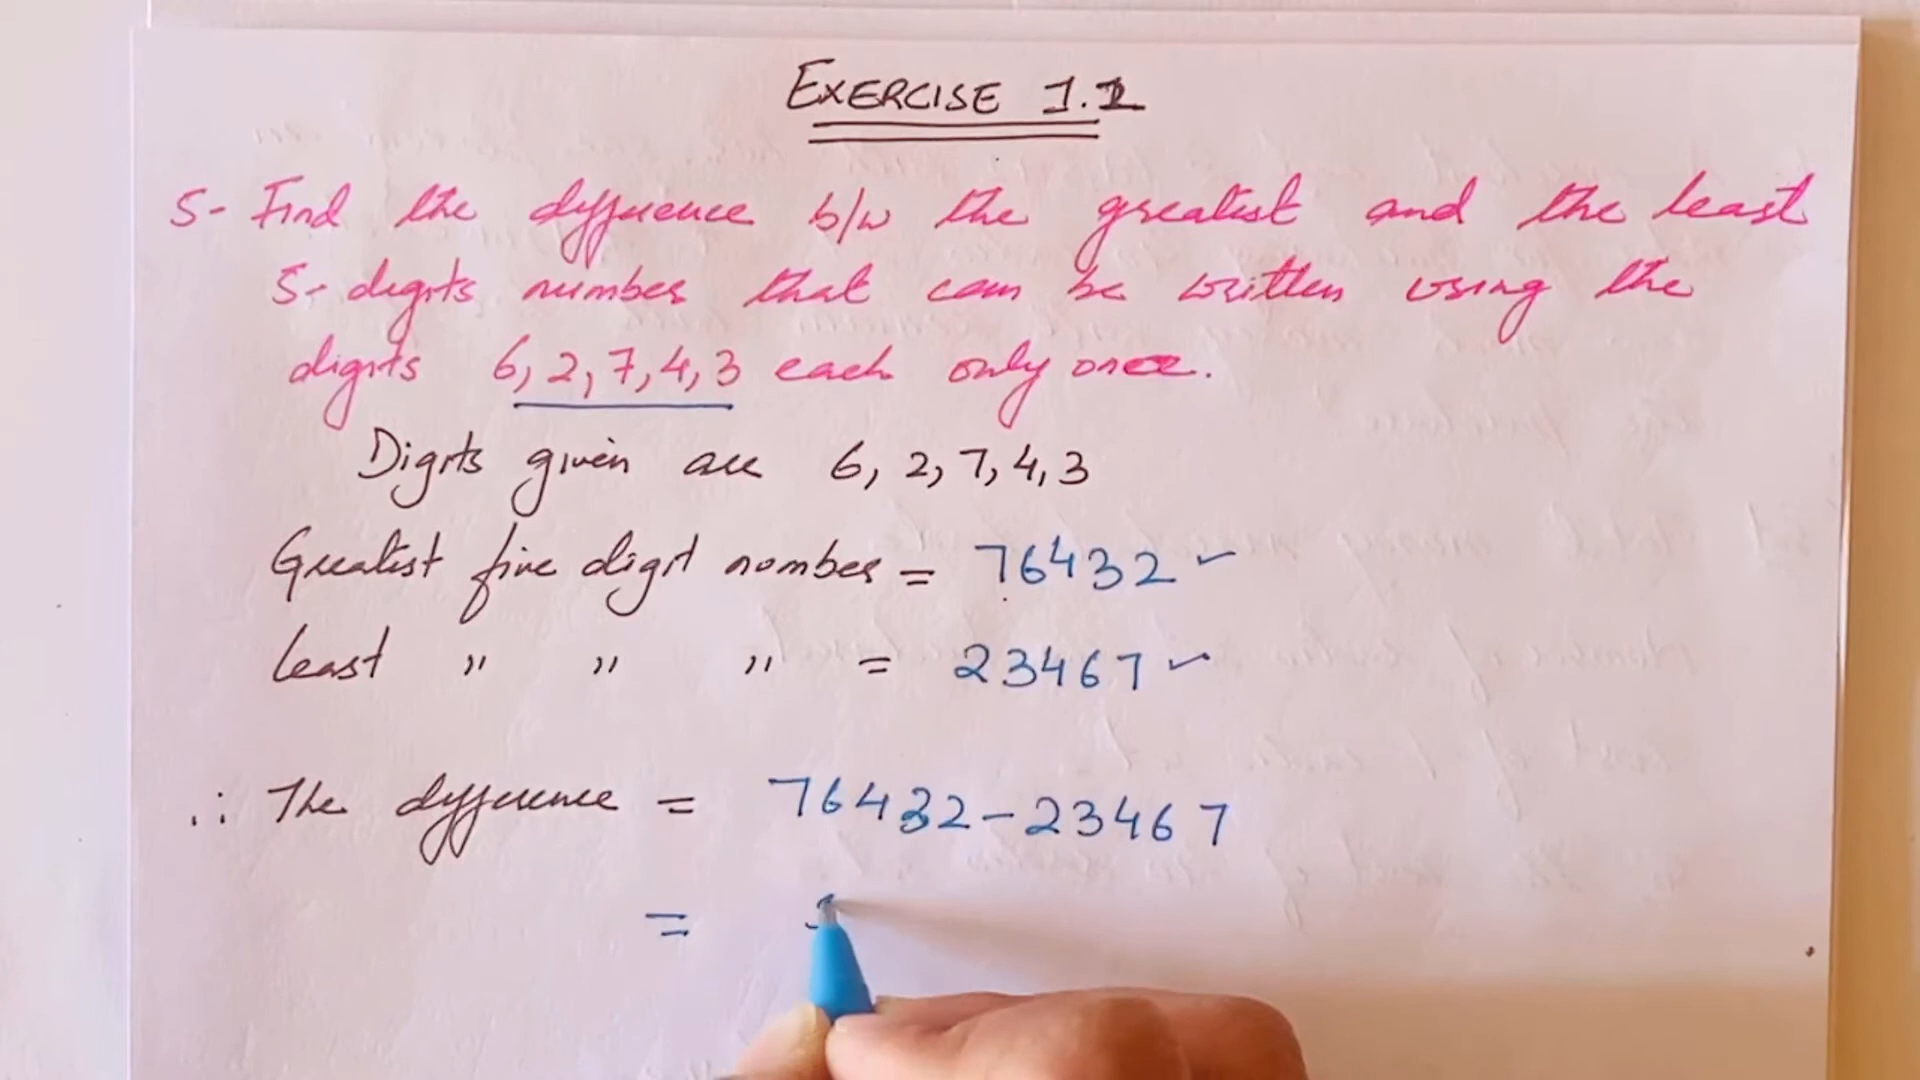 EXERCISE 1.1
5- Find the difference b/w the greatest and the least
5-digits number that can be written using the
digits 6, 2, 7, 4, 3 each only once.
Digits given are 6, 2, 7, 4, 3
Greatest five digit number = 76432 ✓
least " " " = 23467 ✓
∴ The difference = 76432-23467
=